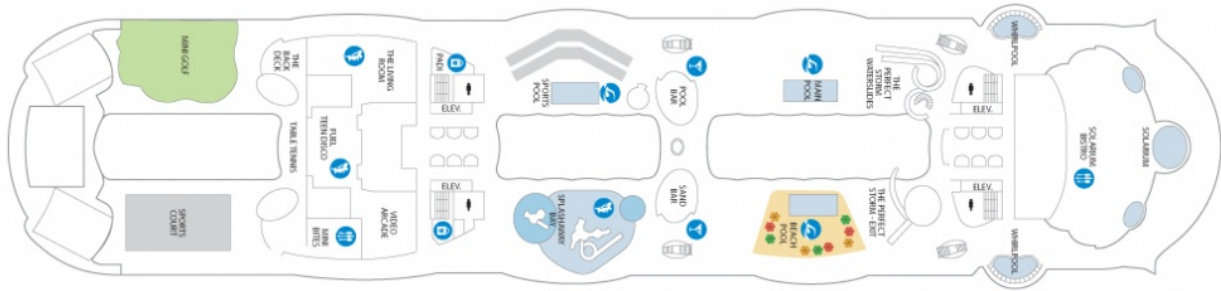 MINI GOLF
THE
BACK
DECK
THE LIVING
ROOM
PADI
ELEV.
SPORTS
POOL
POOL
BAR
MAIN
POOL
THE
PERFECT
STORM
WATERSLIDES
ELEV.
WHIRLPOOL
SOLARIUM
BISTRO
SOLARIUM
TABLE TENNIS
FUEL
TEEN DISCO
SPORTS
COURT
MINI
BITES
VIDEO
ARCADE
ELEV.
SPLASHAWAY
BAY
SAND
BAR
BEACH
POOL
THE PERFECT
STORM - EXIT
ELEV.
WHIRLPOOL